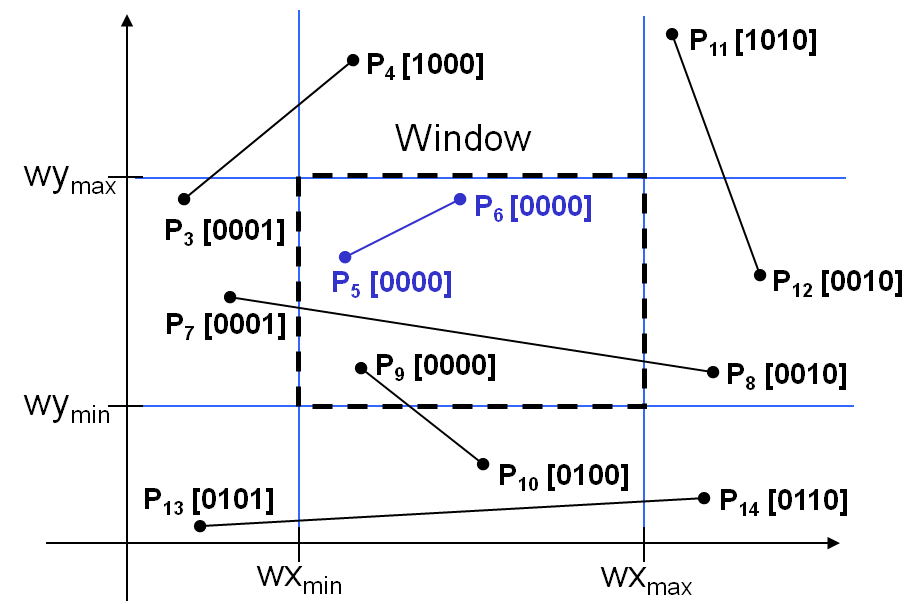 P11 [1010]
P4 [1000]
Window
wymax
P6 [0000]
P3 [0001]
P5 [0000]
P12 [0010]
P7 [0001]
P9 [0000]
P8 [0010]
wymin
P10 [0100]
P13 [0101]
P14 [0110]
wxmin
wxmax